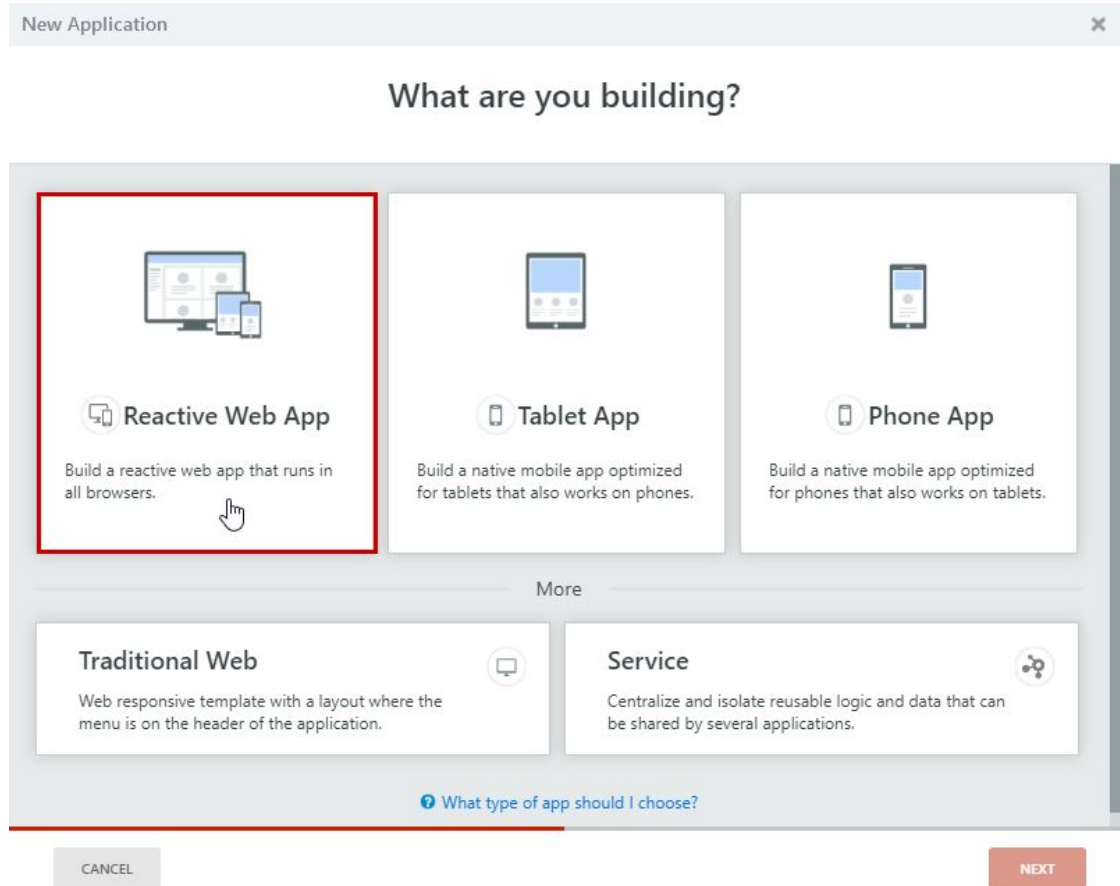 New Application
What are you building?
Reactive Web App
Build a reactive web app that runs in
all browsers.
Tablet App
Build a native mobile app optimized
for tablets that also works on phones.
Phone App
Build a native mobile app optimized
for phones that also works on tablets.
More
Traditional Web
Web responsive template with a layout where the
menu is on the header of the application.
Service
Centralize and isolate reusable logic and data that can
be shared by several applications.
What type of app should I choose?
CANCEL
NEXT